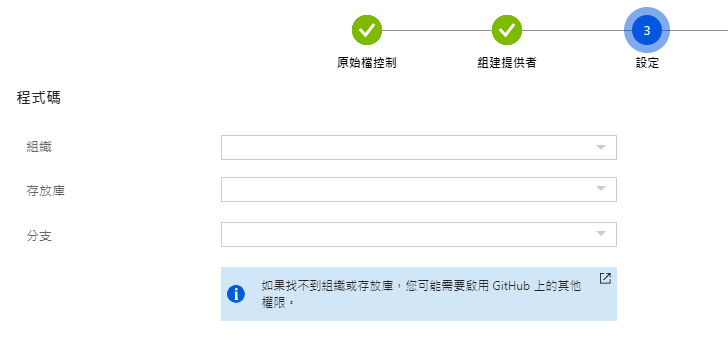 3
原始檔控制
組建提供者
設定
程式碼
組織
存放庫
分支
如果找不到組織或存放庫，您可能需要啟用 GitHub 上的其他
權限。